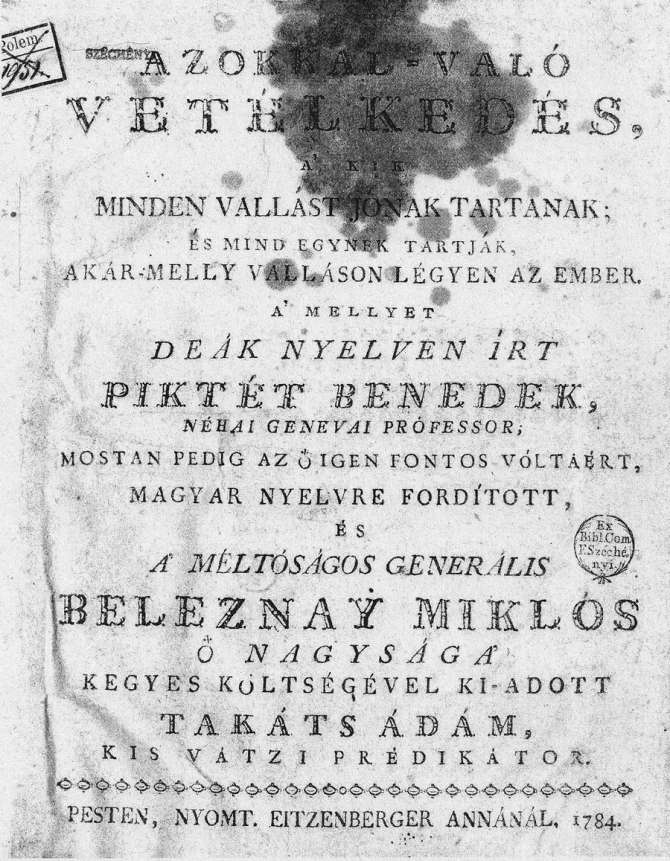 Polem.
1951.
SZÉCHÉNYI
AZOKKAL-VALÓ
VETÉLKEDÉS,
A' KIK
MINDEN VALLÁST JÓNAK TARTANAK;
ÉS MIND EGYNEK TARTJÁK,
AKÁR-MELLY VALLÁSON LÉGYEN AZ EMBER.
A' MELLYET
DEÁK NYELVEN ÍRT
PIKTÉT BENEDEK,
NÉHAI GENEVAI PRÓFESSOR;
MOSTAN PEDIG AZ Ő IGEN FONTOS VÓLTÁÉRT,
MAGYAR NYELVRE FORDÍTOTT,
ÉS
A' MÉLTÓSÁGOS GENERÁLIS
BELEZNAY MIKLÓS
Ő NAGYSÁGA'
KEGYES KÖLTSÉGÉVEL KI-ADOTT
TAKÁTS ÁDÁM,
KIS VÁTZI PRÉDIKÁTOR.
PESTEN, NYOMT. EITZENBERGER ANNÁNÁL, 1784.
Ex
Bibl. Com.
F. Széché-
nyi.